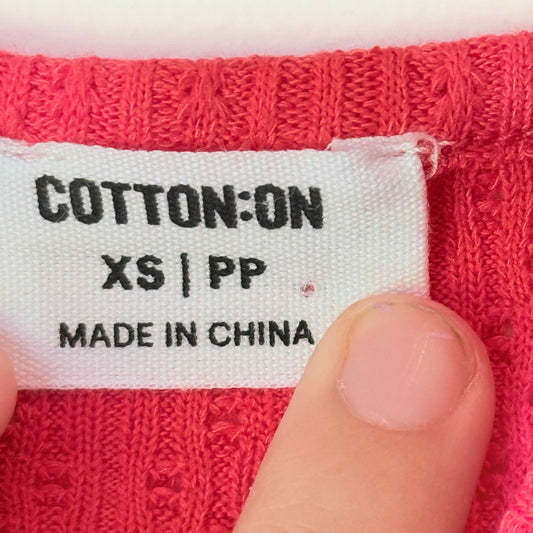 COTTON:ON
XS | PP
MADE IN CHINA